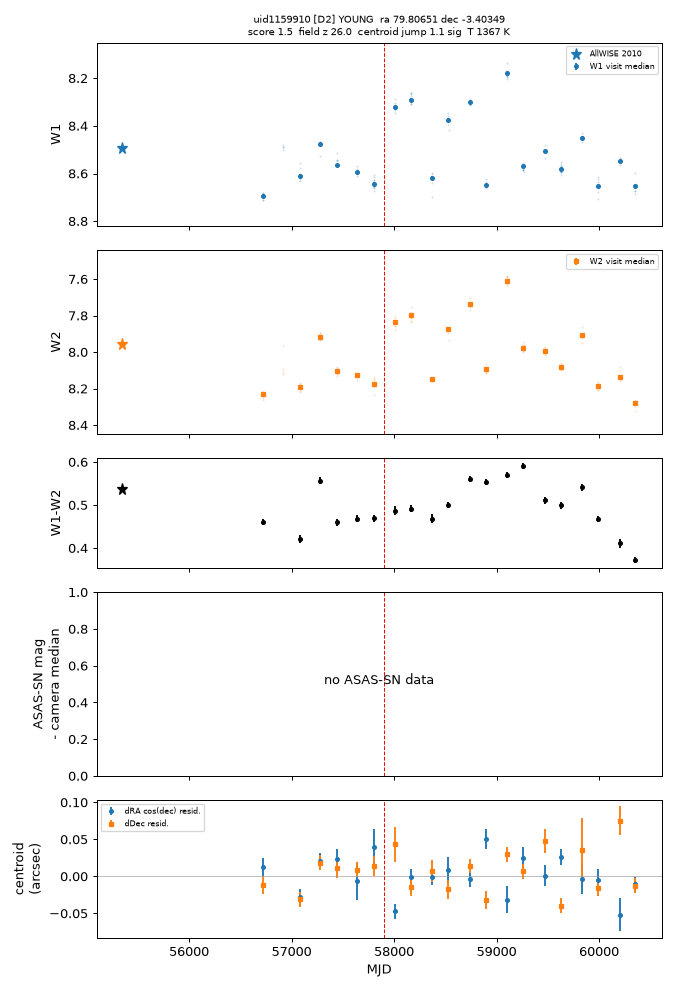 uid1159910 [D2] YOUNG  ra 79.80651 dec -3.40349
score 1.5  field z 26.0  centroid jump 1.1 sig  T 1367 K
W1
8.2
8.4
8.6
8.8
AllWISE 2010
W1 visit median
W2
7.6
7.8
8.0
8.2
8.4
W2 visit median
W1-W2
0.6
0.5
0.4
ASAS-SN mag
- camera median
1.0
0.8
0.6
0.4
0.2
0.0
no ASAS-SN data
centroid
(arcsec)
0.10
0.05
0.00
−0.05
dRA cos(dec) resid.
dDec resid.
56000
57000
58000
59000
60000
MJD